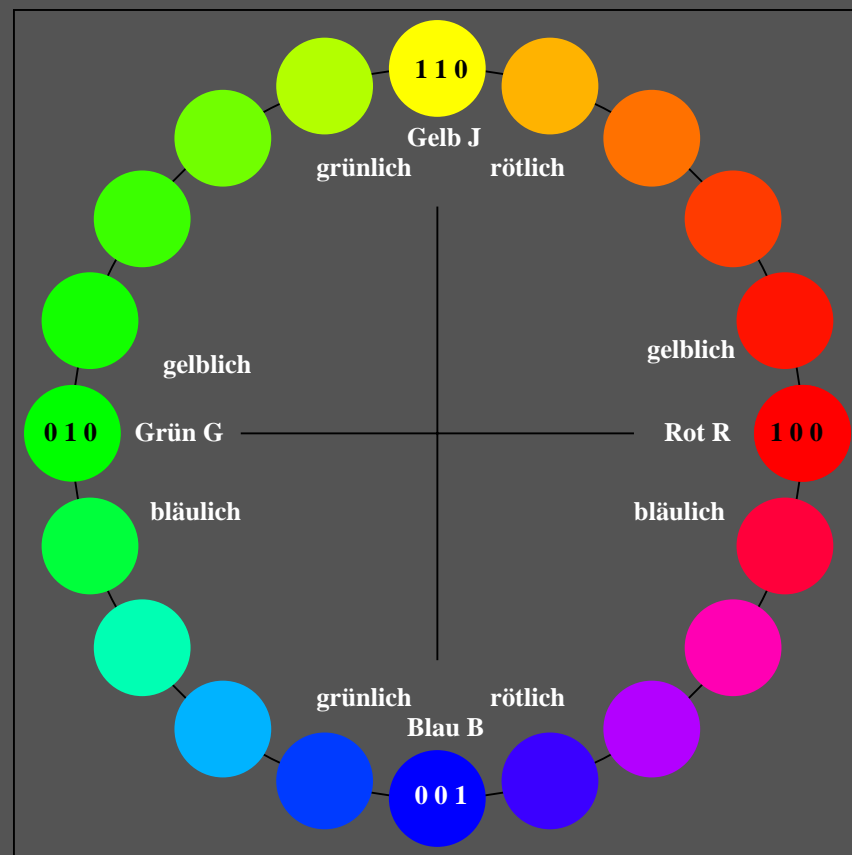 1 1 0
Gelb J
grünlich rötlich
gelblich gelblich
0 1 0 Grün G Rot R 1 0 0
bläulich bläulich
grünlich rötlich
Blau B
0 0 1